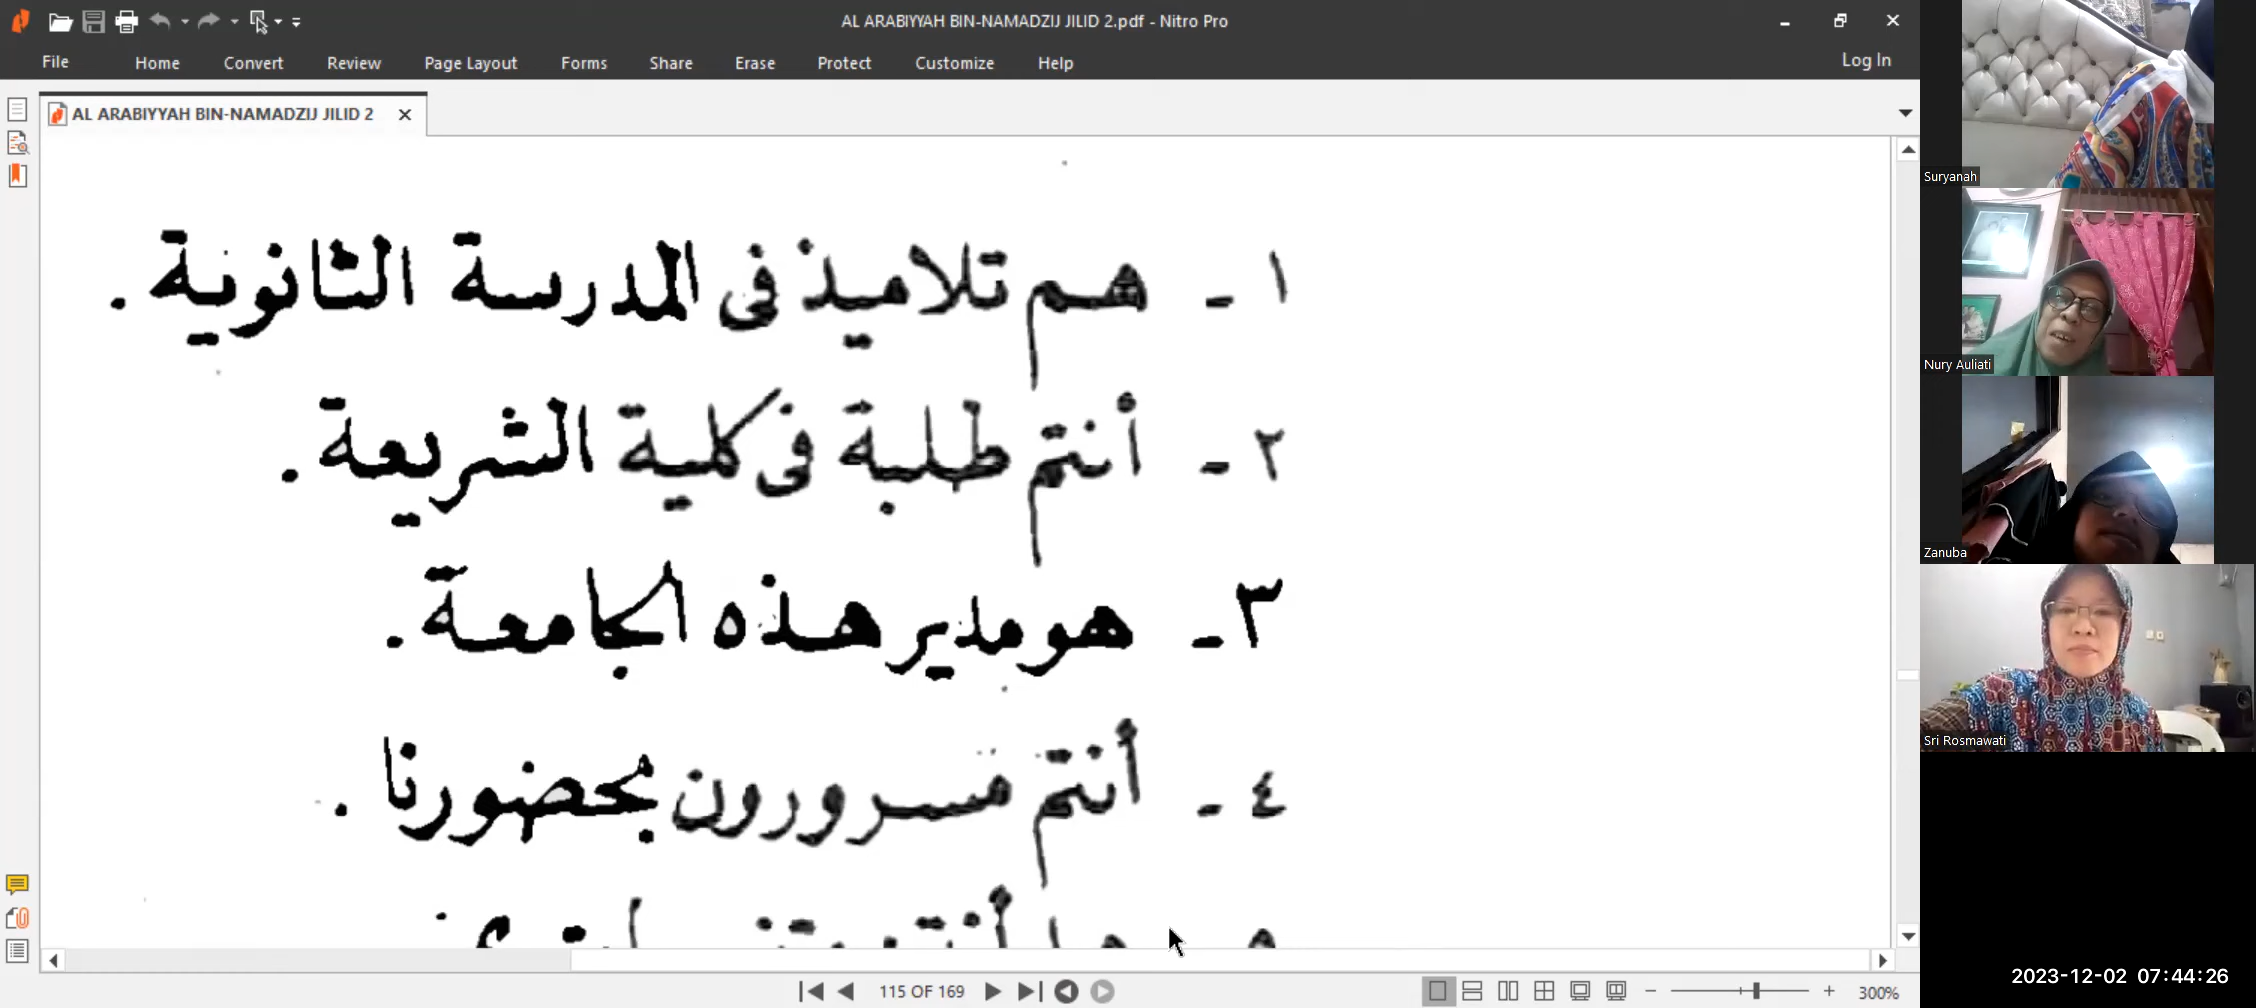 AL ARABIYYAH BIN-NAMADZIJ JILID 2.pdf - Nitro Pro
File Home Convert Review Page Layout Forms Share Erase Protect Customize Help Log In
AL ARABIYYAH BIN-NAMADZIJ JILID 2
١ - هم تلاميذ فى المدرسة الثانوية .
٢ - أنتم طلبة فى كلية الشريعة .
٣ - هو مدير هذه الجامعة .
٤ - أنتم مسرورون بحضورنا .
115 OF 169
300%
Suryanah
Nury Auliati
Zanuba
Sri Rosmawati
2023-12-02 07:44:26